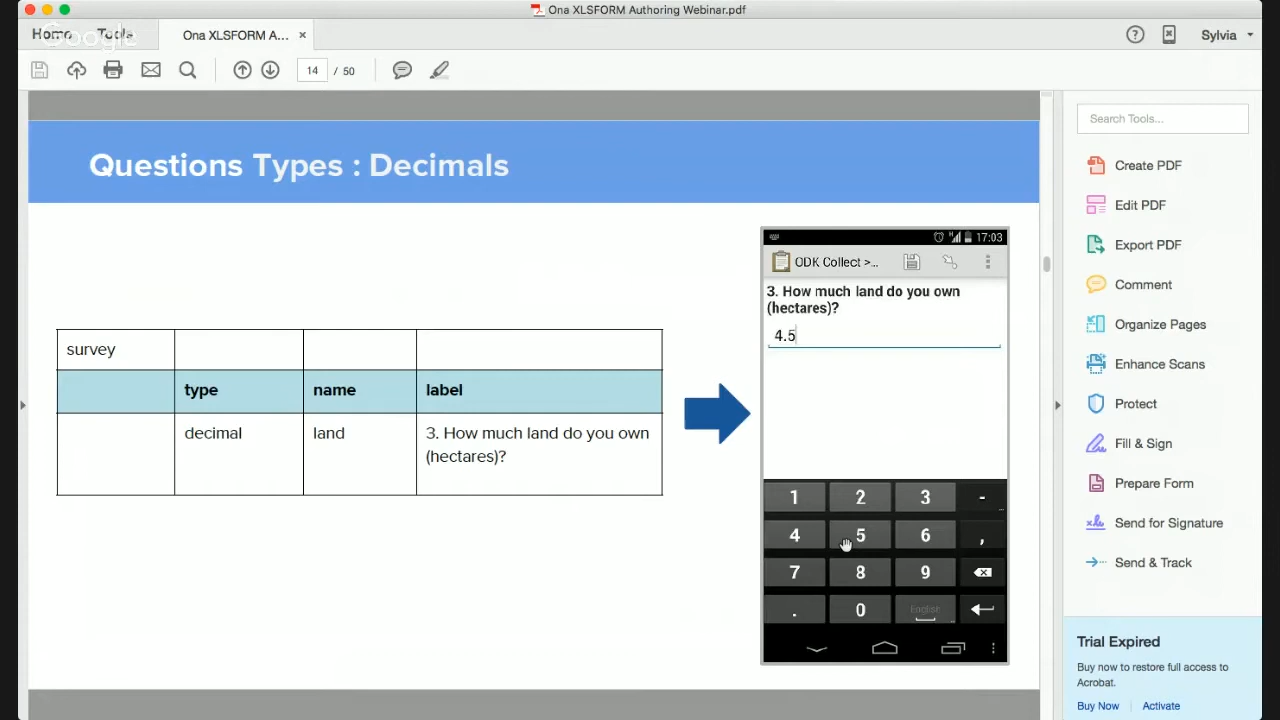 Ona XLSFORM Authoring Webinar.pdf
Home
Tools
Google
Ona XLSFORM A... ×
Sylvia
14 / 50
Search Tools...
Create PDF
Edit PDF
Export PDF
Comment
Organize Pages
Enhance Scans
Protect
Fill & Sign
Prepare Form
Send for Signature
Send & Track
Trial Expired
Buy now to restore full access to
Acrobat.
Buy Now
Activate
Questions Types : Decimals
survey
type name label
decimal land 3. How much land do you own
(hectares)?
17:03
ODK Collect >...
3. How much land do you own
(hectares)?
4.5
1 2 3 -
4 5 6 ,
7 8 9
. 0 English